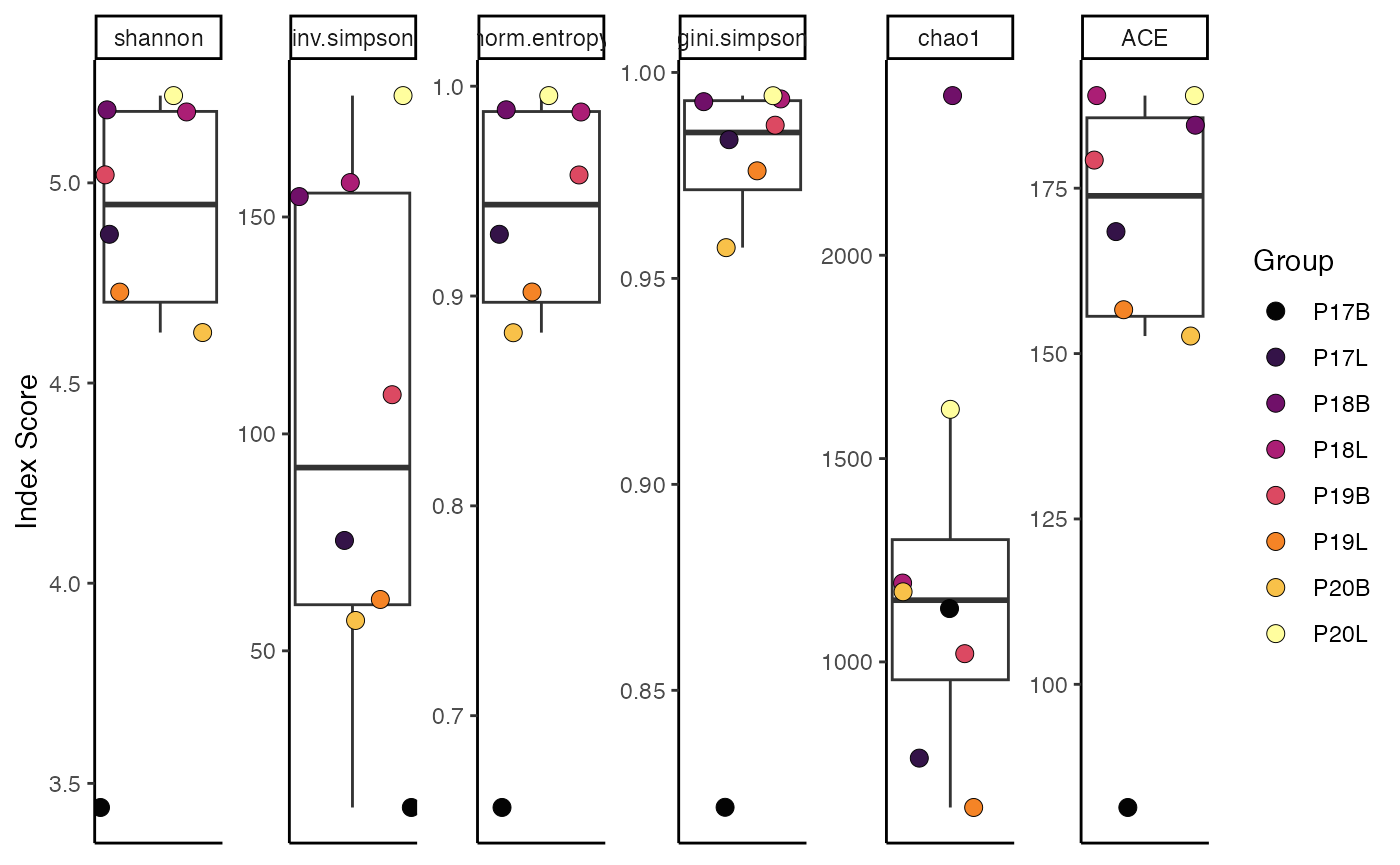 shannon
inv.simpson
norm.entropy
gini.simpson
chao1
ACE
Index Score
5.0
4.5
4.0
3.5
150
100
50
1.0
0.9
0.8
0.7
1.00
0.95
0.90
0.85
2000
1500
1000
175
150
125
100
Group
P17B
P17L
P18B
P18L
P19B
P19L
P20B
P20L